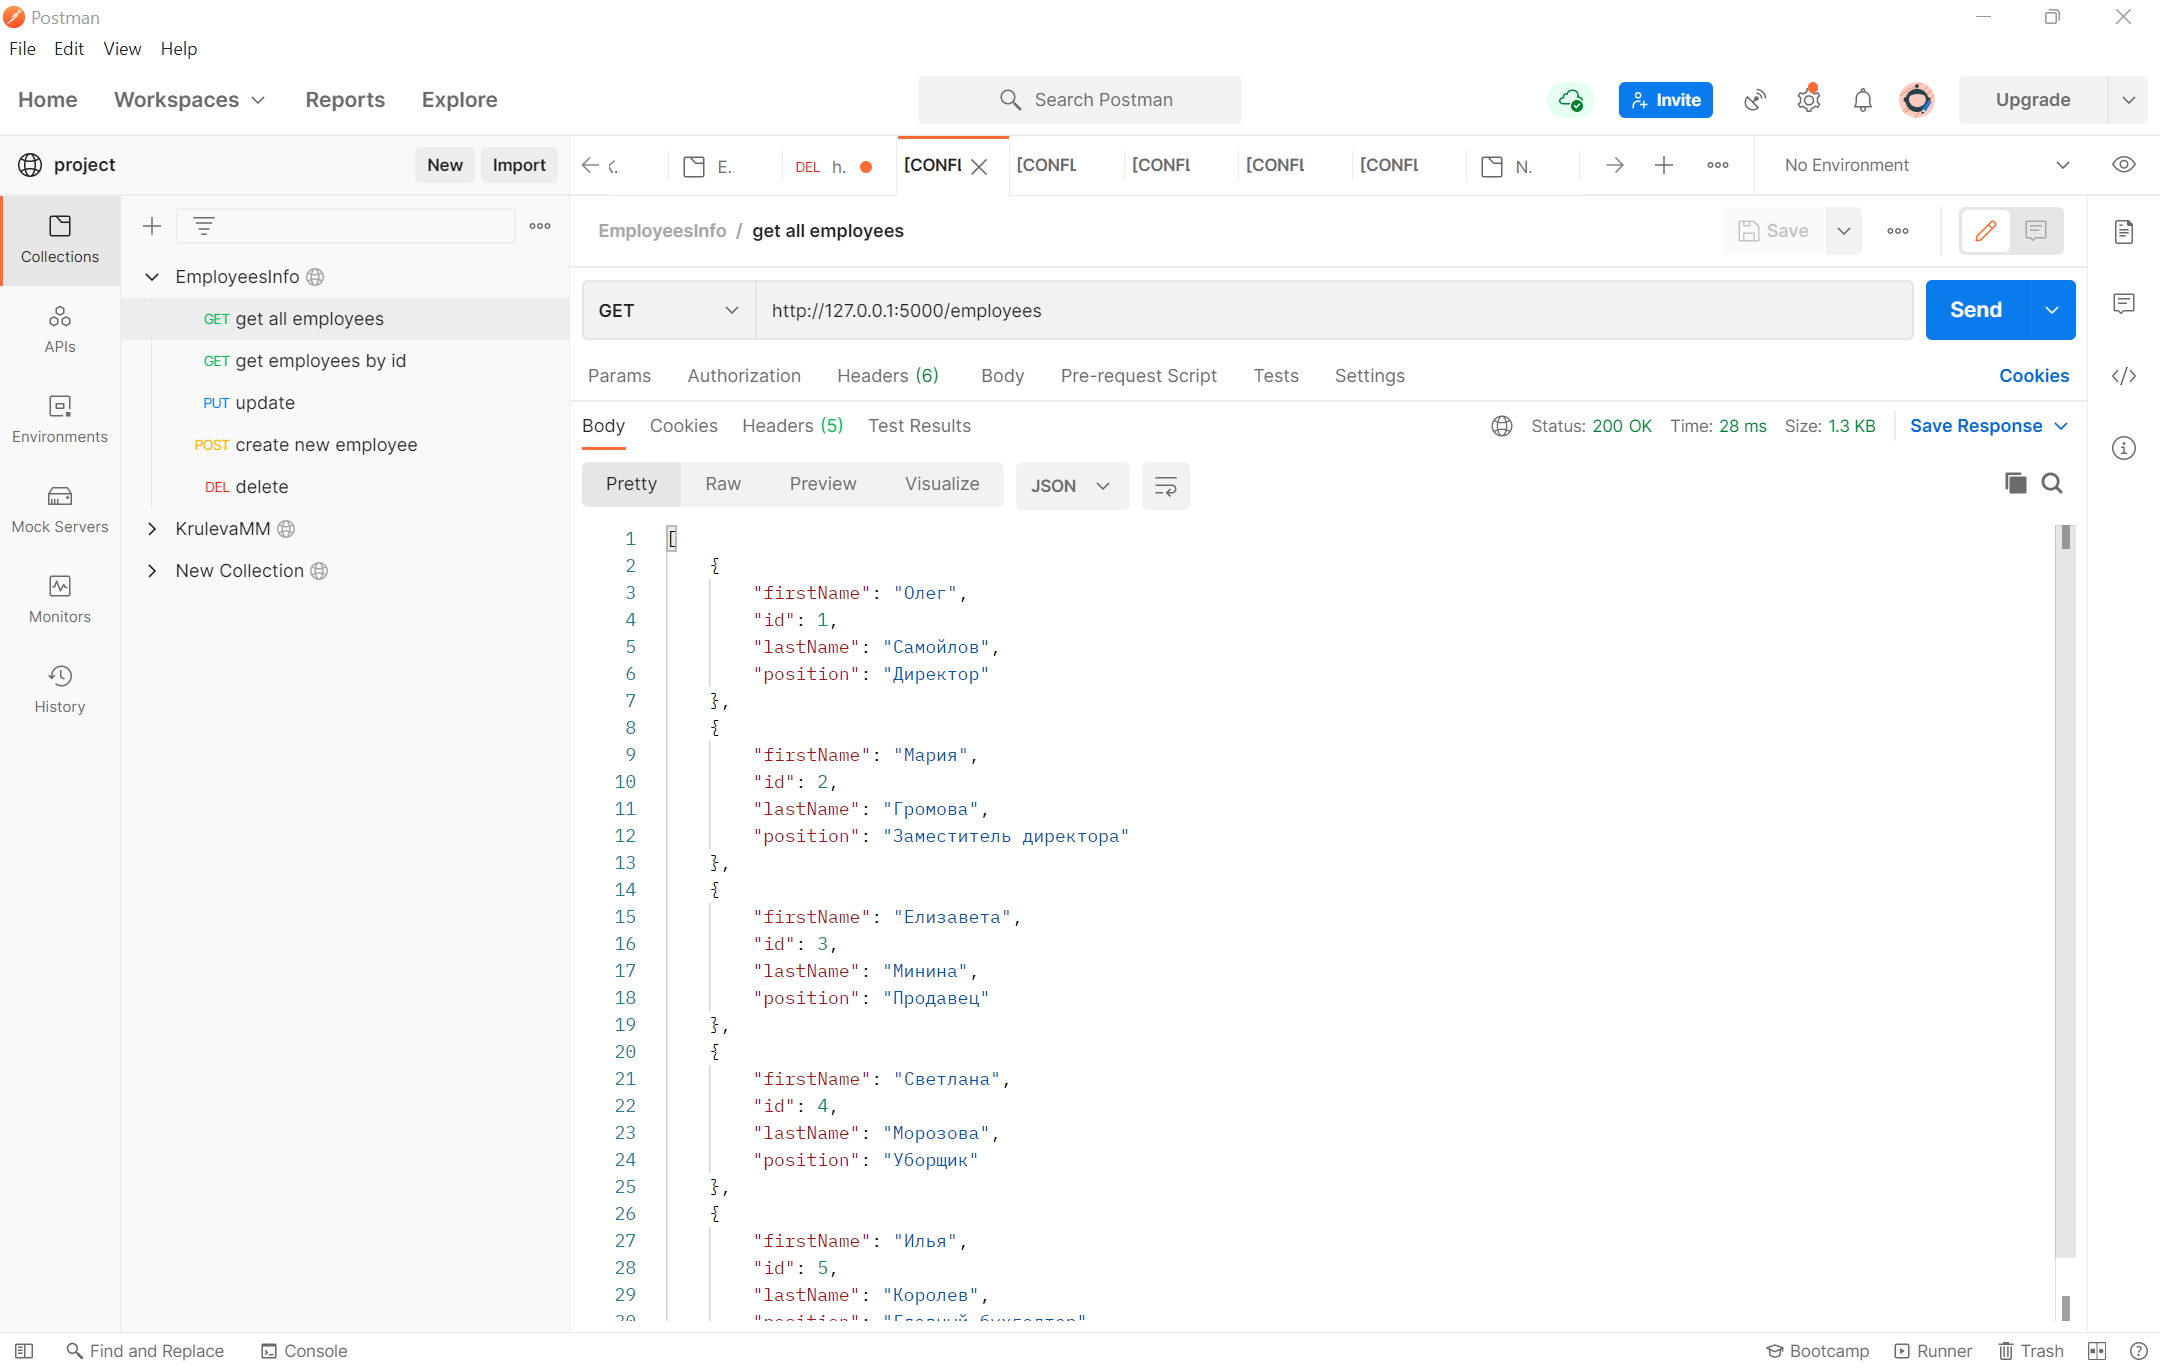 Postman
File Edit View Help
Home Workspaces Reports Explore
Search Postman
Invite
Upgrade
project
New Import
E.
DEL h.
[CONFL
[CONFL
[CONFL
[CONFL
[CONFL
N.
No Environment
Collections
APIs
Environments
Mock Servers
Monitors
History
EmployeesInfo
GET get all employees
GET get employees by id
PUT update
POST create new employee
DEL delete
KrulevaMM
New Collection
EmployeesInfo / get all employees
Save
GET http://127.0.0.1:5000/employees
Send
Params Authorization Headers (6) Body Pre-request Script Tests Settings Cookies
Body Cookies Headers (5) Test Results
Status: 200 OK Time: 28 ms Size: 1.3 KB Save Response
Pretty Raw Preview Visualize JSON
1 [
2 {
3 "firstName": "Олег",
4 "id": 1,
5 "lastName": "Самойлов",
6 "position": "Директор"
7 },
8 {
9 "firstName": "Мария",
10 "id": 2,
11 "lastName": "Громова",
12 "position": "Заместитель директора"
13 },
14 {
15 "firstName": "Елизавета",
16 "id": 3,
17 "lastName": "Минина",
18 "position": "Продавец"
19 },
20 {
21 "firstName": "Светлана",
22 "id": 4,
23 "lastName": "Морозова",
24 "position": "Уборщик"
25 },
26 {
27 "firstName": "Илья",
28 "id": 5,
29 "lastName": "Королев",
30 "position": "Главный бухгалтер"
Find and Replace Console
Bootcamp Runner Trash